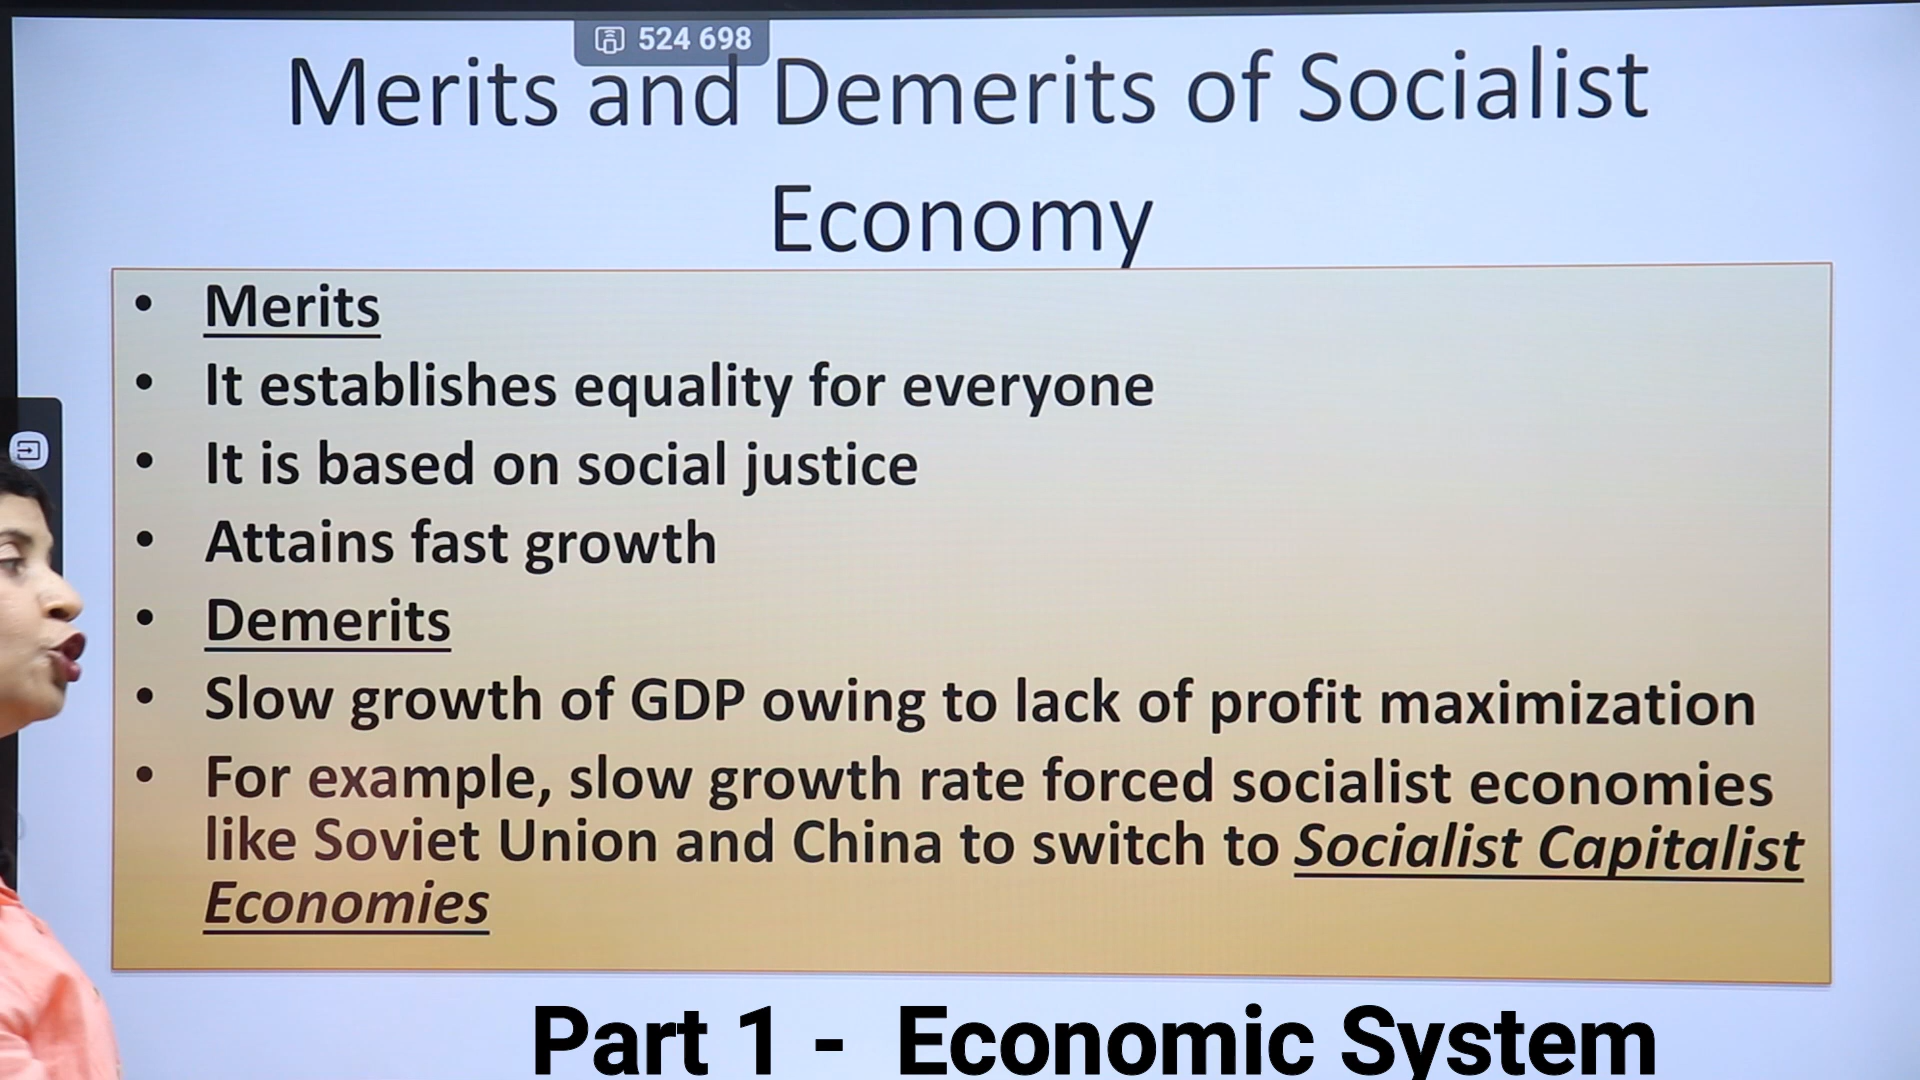 524 698
Merits and Demerits of Socialist
Economy
• Merits
• It establishes equality for everyone
• It is based on social justice
• Attains fast growth
• Demerits
• Slow growth of GDP owing to lack of profit maximization
• For example, slow growth rate forced socialist economies
like Soviet Union and China to switch to Socialist Capitalist
Economies
Part 1 - Economic System